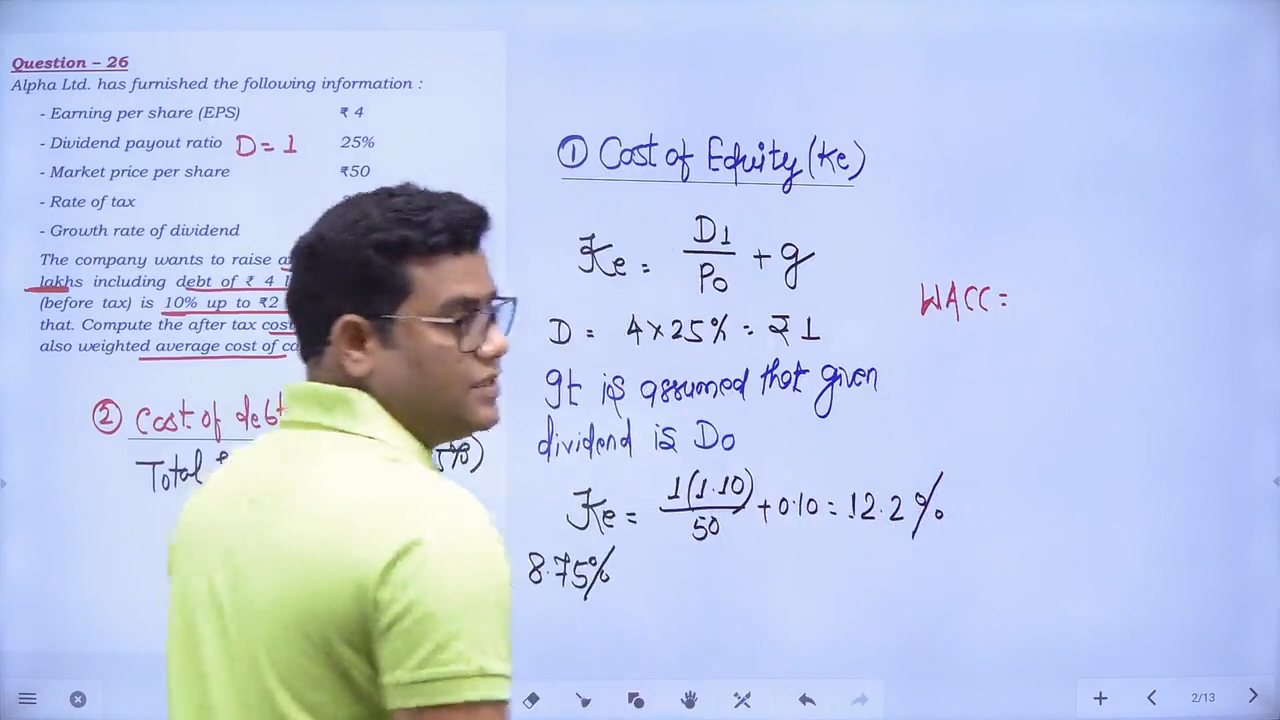 Question – 26
Alpha Ltd. has furnished the following information :
- Earning per share (EPS) ₹ 4
- Dividend payout ratio D = 1 25%
- Market price per share ₹50
- Rate of tax
- Growth rate of dividend
The company wants to raise
lakhs including debt of ₹ 4
(before tax) is 10% up to ₹2
that. Compute the after tax cost
also weighted average cost of
② Cost of debt
Total
5%)
① Cost of Equity (Ke)
Ke = D1/P0 + g
D = 4 x 25% = ₹ 1
It is assumed that given
dividend is Do
Ke = 1(1.10)/50 + 0.10 = 12.2%
8.75%
WACC =
2/13